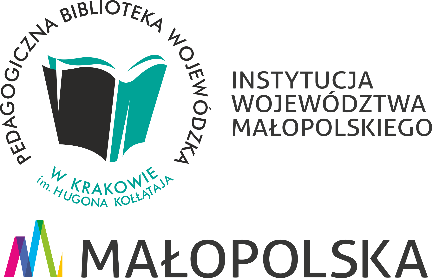 PEDAGOGICZNA BIBLIOTEKA WOJEWÓDZKA
W KRAKOWIE
im. HUGONA KOŁŁĄTAJA
INSTYTUCJA
WOJEWÓDZTWA
MAŁOPOLSKIEGO
MAŁOPOLSKA